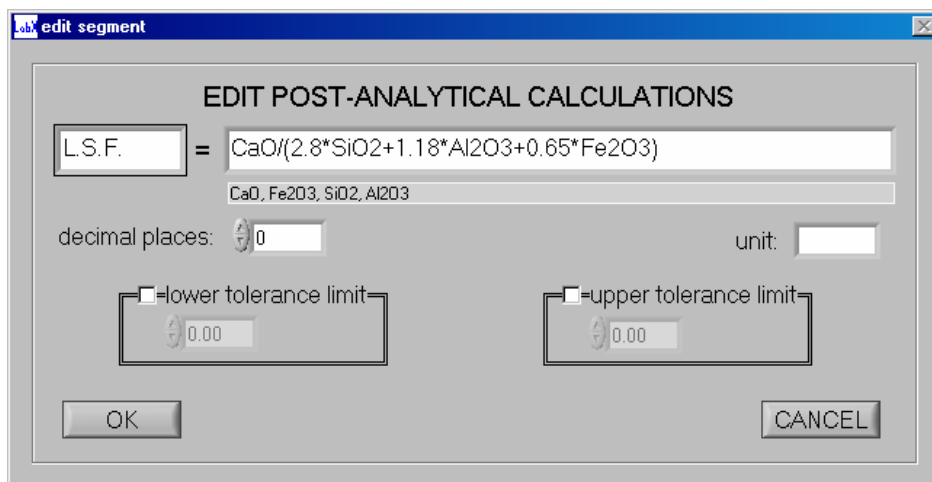 LabX edit segment
EDIT POST-ANALYTICAL CALCULATIONS
L.S.F. = CaO/(2.8*SiO2+1.18*Al2O3+0.65*Fe2O3)
CaO, Fe2O3, SiO2, Al2O3
decimal places: 0 unit:
lower tolerance limit upper tolerance limit
0.00 0.00
OK CANCEL